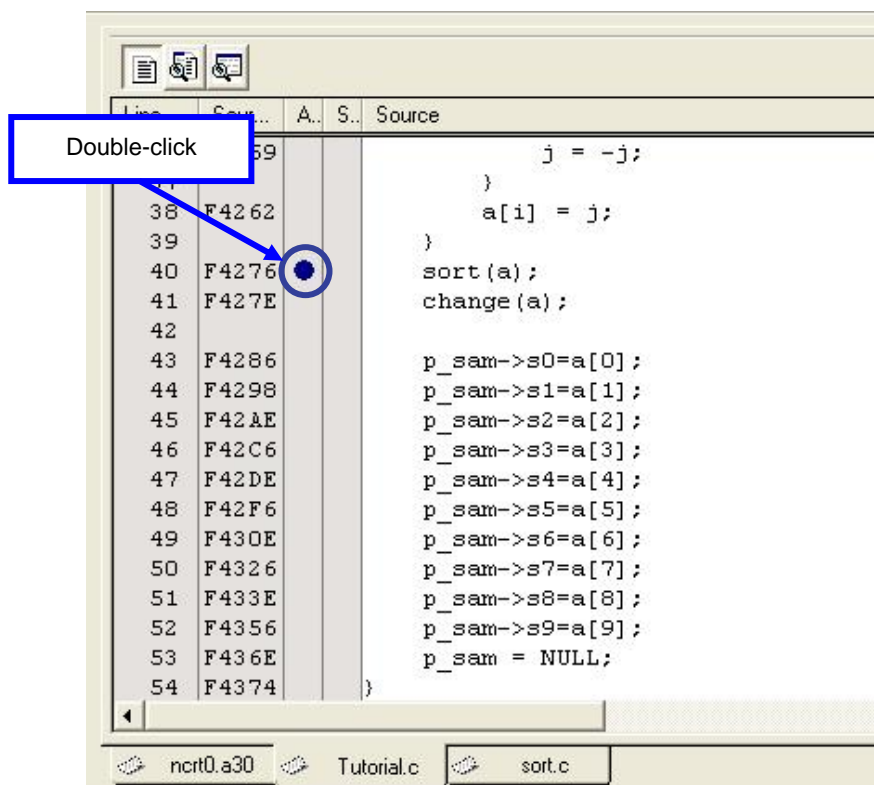 Line Sour... A.. S.. Source
Double-click
69 j = -j;
}
38 F4262 a[i] = j;
39 }
40 F4276 sort(a);
41 F427E change(a);
42
43 F4286 p_sam->s0=a[0];
44 F4298 p_sam->s1=a[1];
45 F42AE p_sam->s2=a[2];
46 F42C6 p_sam->s3=a[3];
47 F42DE p_sam->s4=a[4];
48 F42F6 p_sam->s5=a[5];
49 F430E p_sam->s6=a[6];
50 F4326 p_sam->s7=a[7];
51 F433E p_sam->s8=a[8];
52 F4356 p_sam->s9=a[9];
53 F436E p_sam = NULL;
54 F4374 }
ncrt0.a30 Tutorial.c sort.c